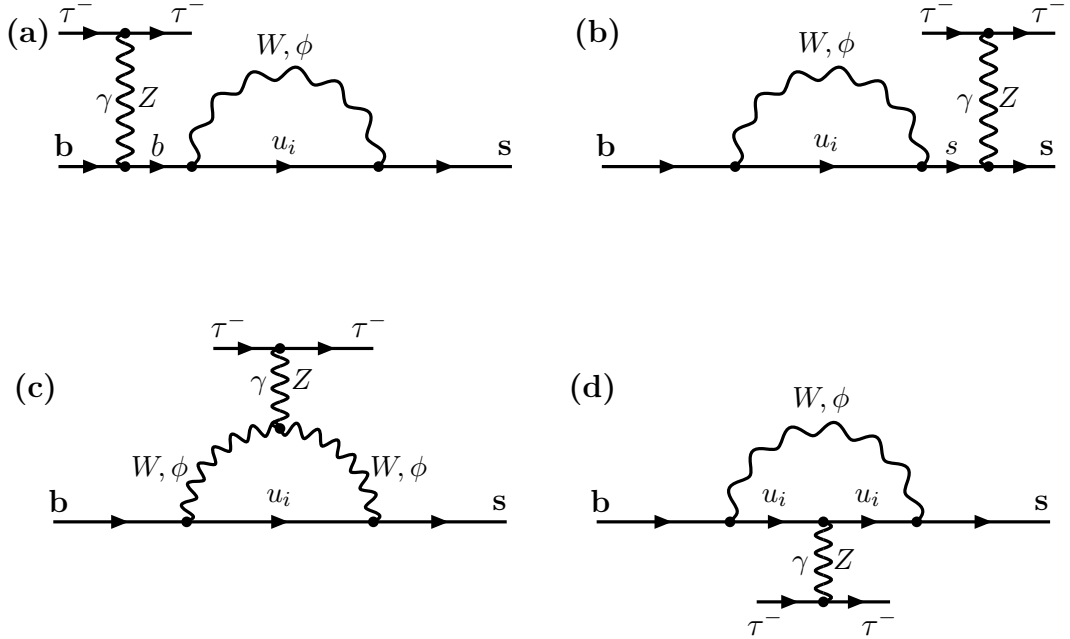 (a) τ⁻ τ⁻
W, ϕ
γ Z
b b u_i s
(b) τ⁻ τ⁻
W, ϕ
γ Z
b u_i s s
(c) τ⁻ τ⁻
γ Z
W, ϕ W, ϕ
b u_i s
(d)
W, ϕ
b u_i u_i s
γ Z
τ⁻ τ⁻